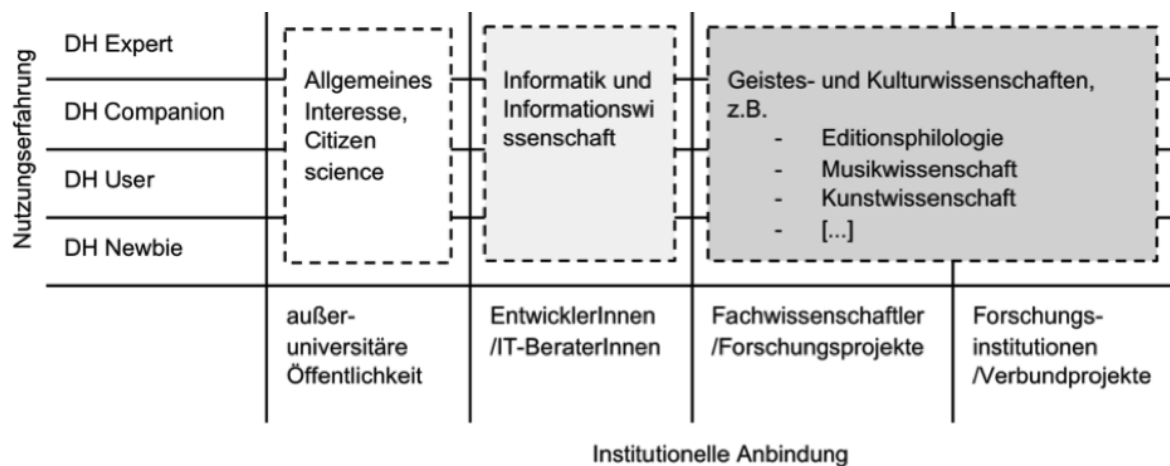 Nutzungserfahrung
DH Expert
DH Companion
DH User
DH Newbie
Allgemeines
Interesse,
Citizen
science
Informatik und
Informationswi
ssenschaft
Geistes- und Kulturwissenschaften,
z.B.
- Editionsphilologie
- Musikwissenschaft
- Kunstwissenschaft
- [...]
außer-
universitäre
Öffentlichkeit
EntwicklerInnen
/IT-BeraterInnen
Fachwissenschaftler
/Forschungsprojekte
Forschungs-
institutionen
/Verbundprojekte
Institutionelle Anbindung